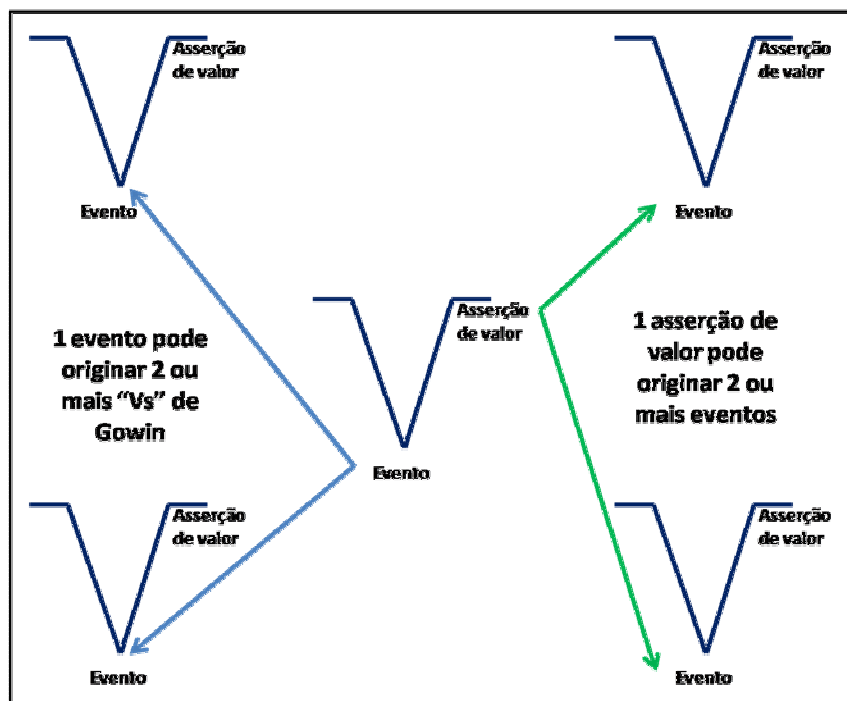 Asserção
de valor
Evento
Asserção
de valor
Evento
1 evento pode
originar 2 ou
mais “Vs” de
Gowin
Asserção
de valor
Evento
1 asserção de
valor pode
originar 2 ou
mais eventos
Asserção
de valor
Evento
Asserção
de valor
Evento